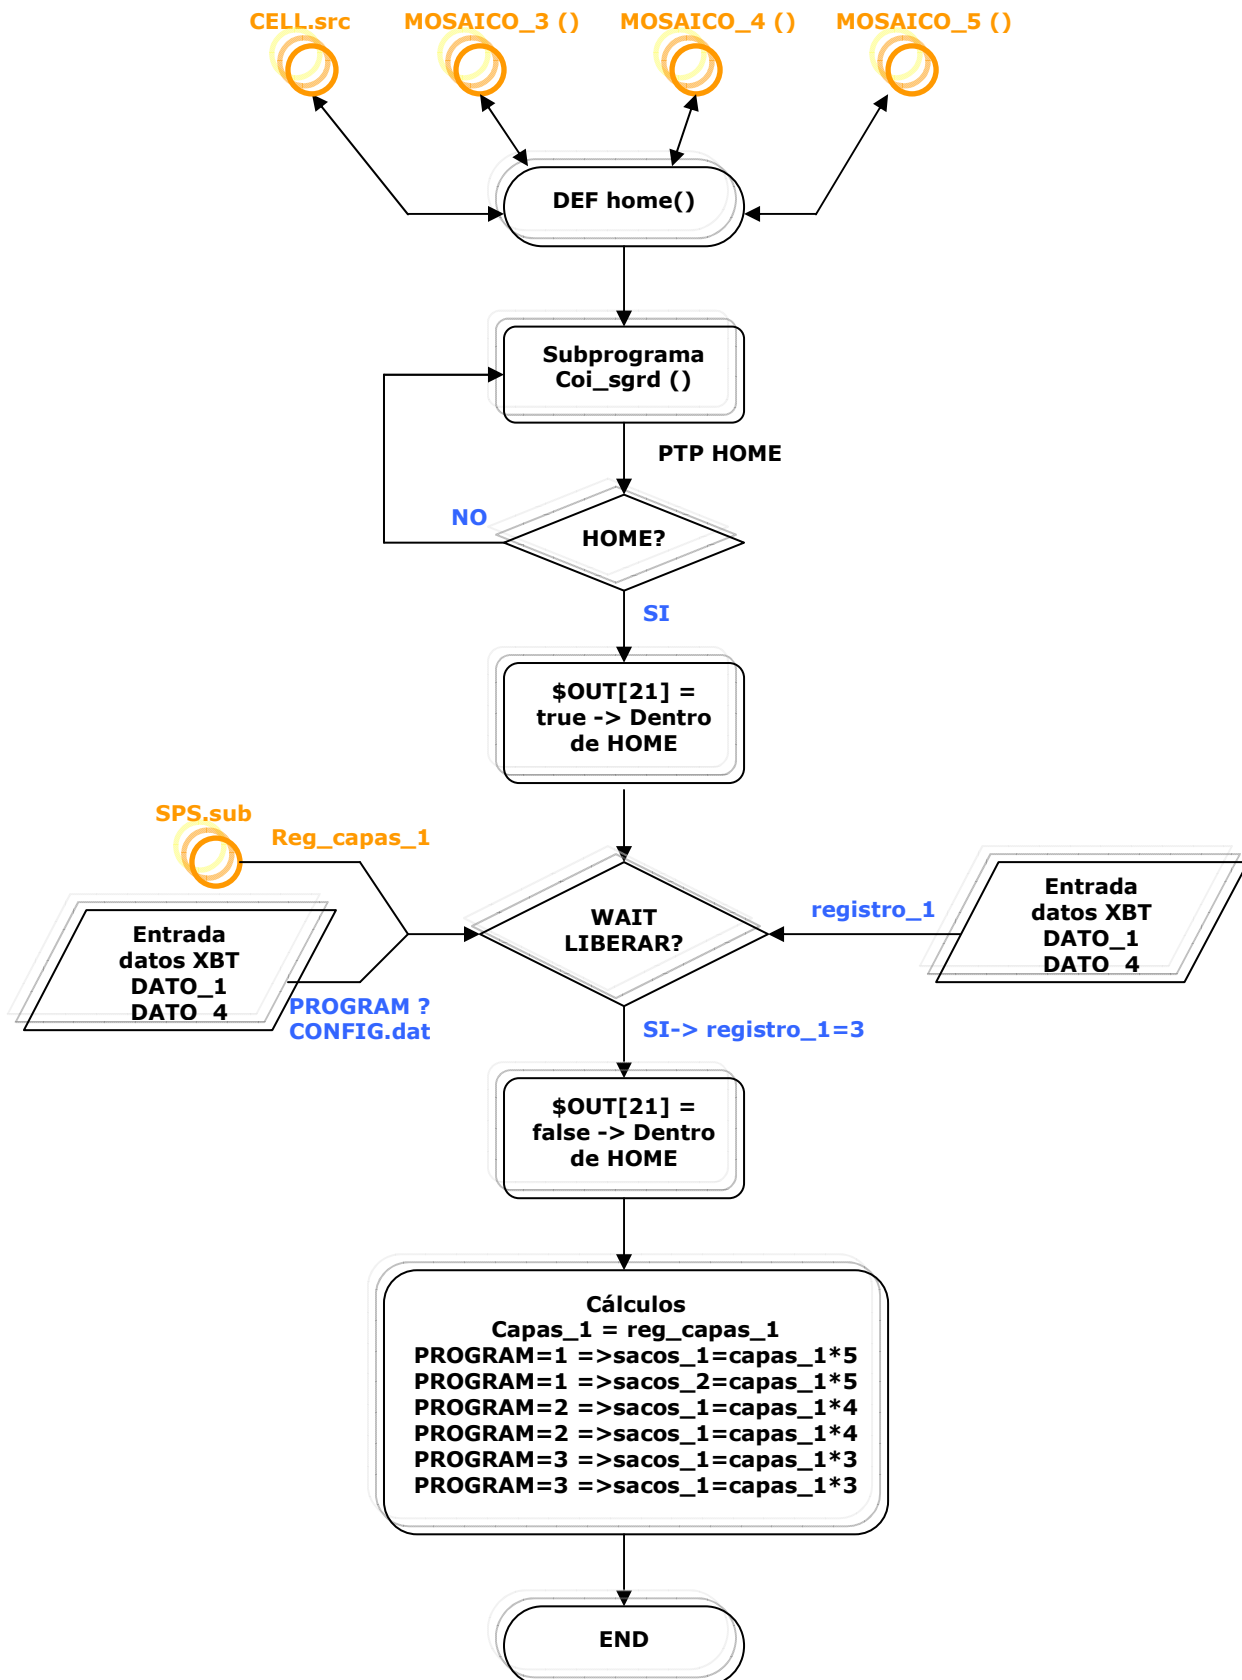 CELL.src
MOSAICO_3 ()
MOSAICO_4 ()
MOSAICO_5 ()
DEF home()
Subprograma
Coi_sgrd ()
PTP HOME
NO
HOME?
SI
$OUT[21] =
true -> Dentro
de HOME
SPS.sub
Reg_capas_1
Entrada
datos XBT
DATO_1
DATO_4
PROGRAM ?
CONFIG.dat
WAIT
LIBERAR?
registro_1
Entrada
datos XBT
DATO_1
DATO_4
SI-> registro_1=3
$OUT[21] =
false -> Dentro
de HOME
Cálculos
Capas_1 = reg_capas_1
PROGRAM=1 =>sacos_1=capas_1*5
PROGRAM=1 =>sacos_2=capas_1*5
PROGRAM=2 =>sacos_1=capas_1*4
PROGRAM=2 =>sacos_1=capas_1*4
PROGRAM=3 =>sacos_1=capas_1*3
PROGRAM=3 =>sacos_1=capas_1*3
END